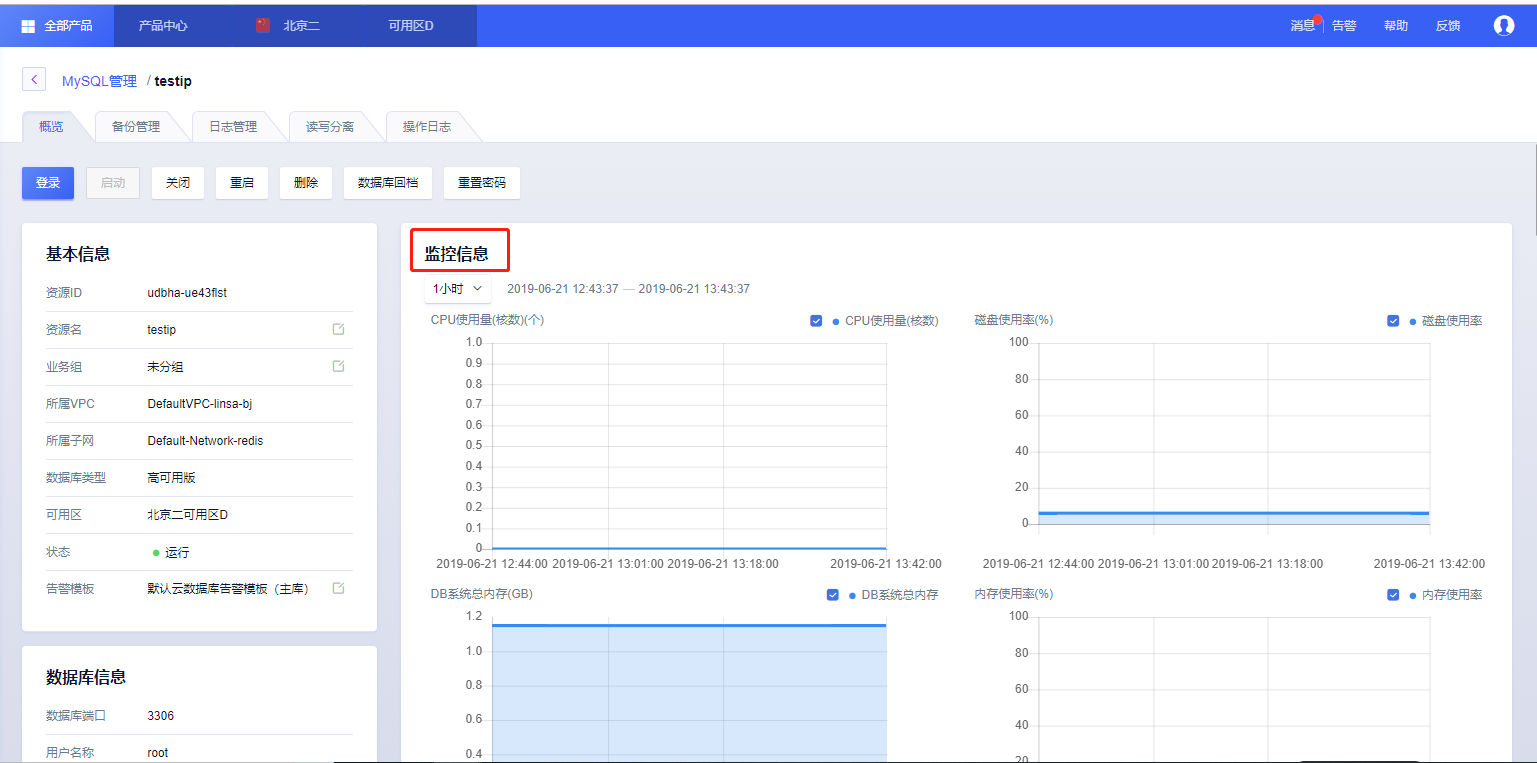 全部产品 产品中心 北京二 可用区D 消息 告警 帮助 反馈
MySQL管理 / testip
概览 备份管理 日志管理 读写分离 操作日志
登录 启动 关闭 重启 删除 数据库回档 重置密码
基本信息
资源ID udbha-ue43flst
资源名 testip
业务组 未分组
所属VPC DefaultVPC-linsa-bj
所属子网 Default-Network-redis
数据库类型 高可用版
可用区 北京二可用区D
状态 运行
告警模板 默认云数据库告警模板（主库）
数据库信息
数据库端口 3306
用户名称 root
监控信息
1小时 2019-06-21 12:43:37 — 2019-06-21 13:43:37
CPU使用量(核数)(个) CPU使用量(核数)
1.0
0.9
0.8
0.7
0.6
0.5
0.4
0.3
0.2
0.1
0
2019-06-21 12:44:00 2019-06-21 13:01:00 2019-06-21 13:18:00 2019-06-21 13:42:00
磁盘使用率(%) 磁盘使用率
100
80
60
40
20
0
2019-06-21 12:44:00 2019-06-21 13:01:00 2019-06-21 13:18:00 2019-06-21 13:42:00
DB系统总内存(GB) DB系统总内存
1.2
1.0
0.8
0.6
0.4
内存使用率(%) 内存使用率
100
80
60
40
20